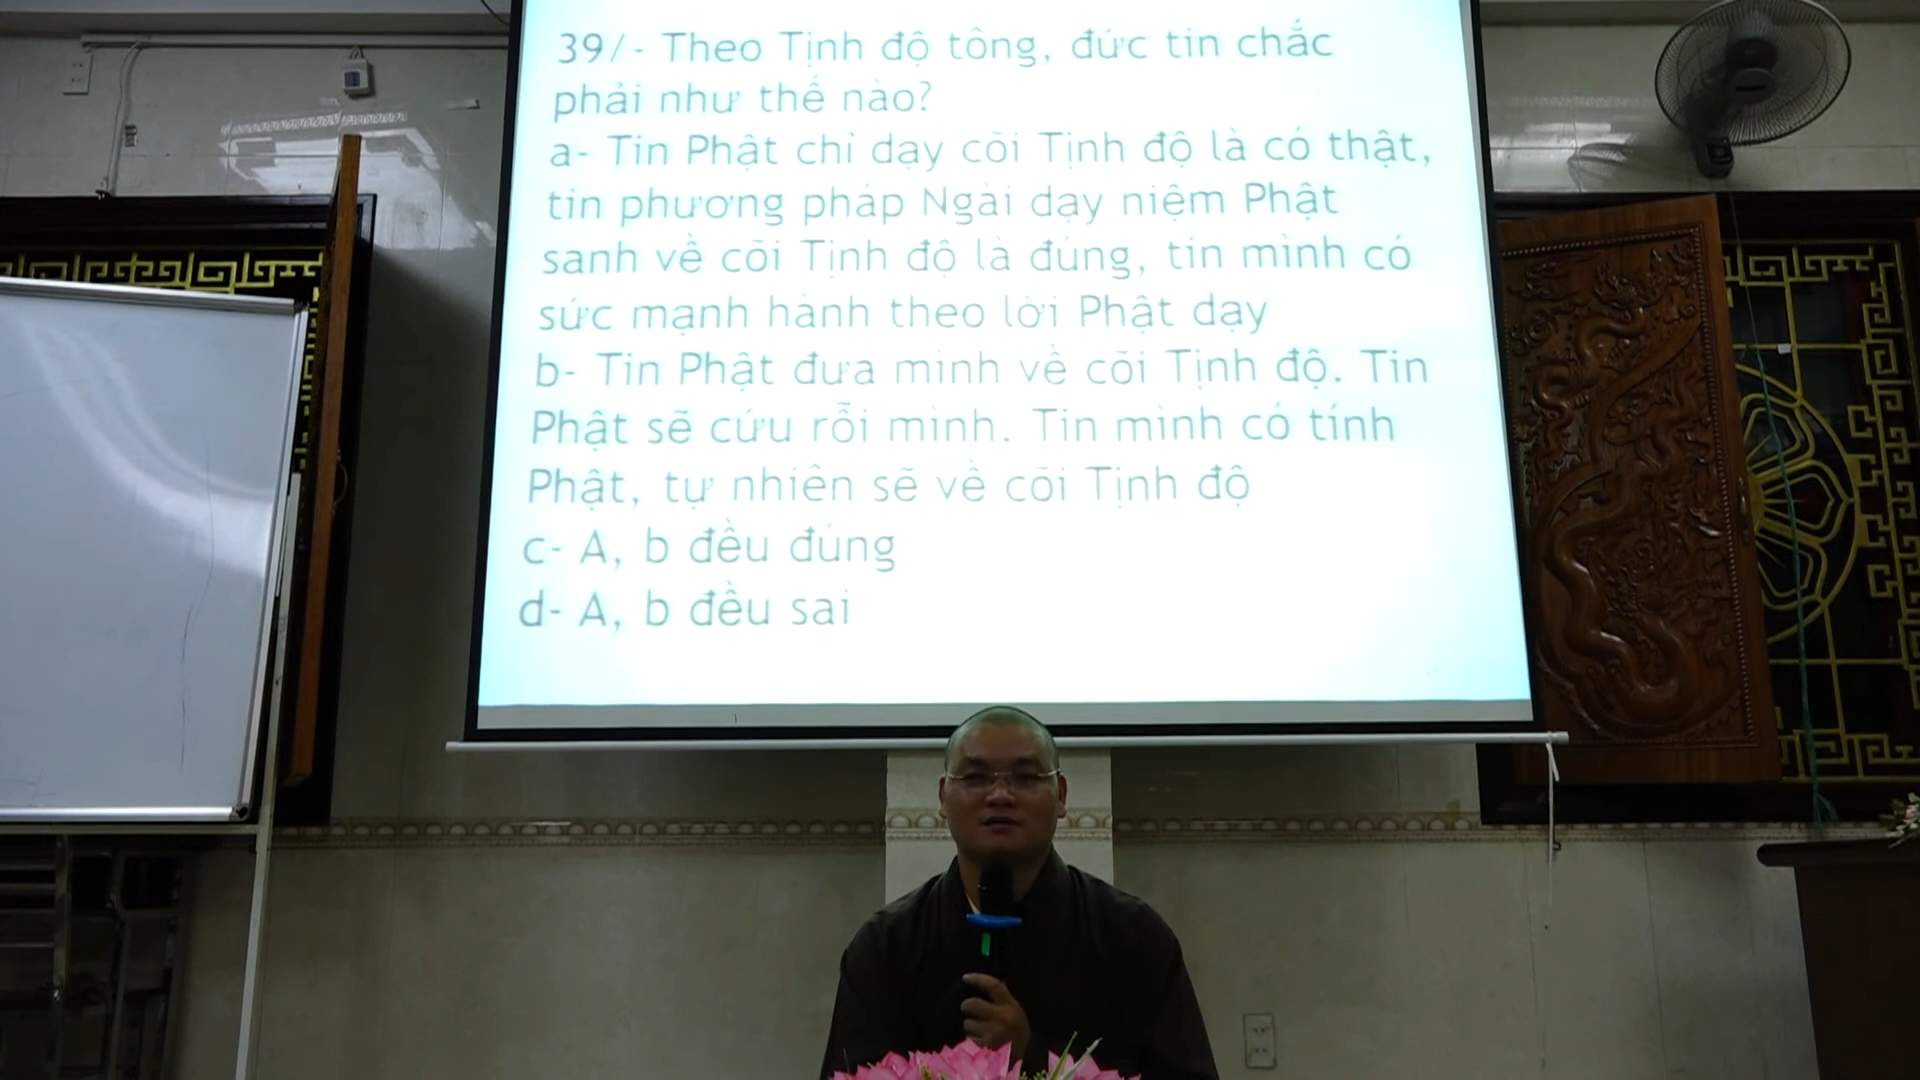 39/- Theo Tịnh độ tông, đức tin chắc
phải như thế nào?
a- Tin Phật chỉ dạy cõi Tịnh độ là có thật,
tin phương pháp Ngài dạy niệm Phật
sanh về cõi Tịnh độ là đúng, tin mình có
sức mạnh hành theo lời Phật dạy
b- Tin Phật đưa mình về cõi Tịnh độ. Tin
Phật sẽ cứu rỗi mình. Tin mình có tính
Phật, tự nhiên sẽ về cõi Tịnh độ
c- A, b đều đúng
d- A, b đều sai